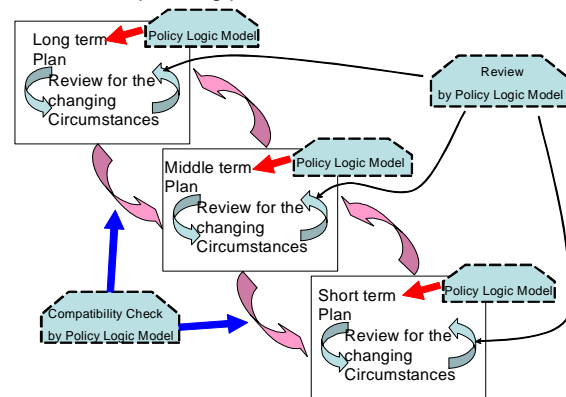 Long term
Plan
Policy Logic Model
Review for the
changing
Circumstances
Review
by Policy Logic Model
Middle term
Plan
Policy Logic Model
Review for the
changing
Circumstances
Compatibility Check
by Policy Logic Model
Short term
Plan
Policy Logic Model
Review for the
changing
Circumstances